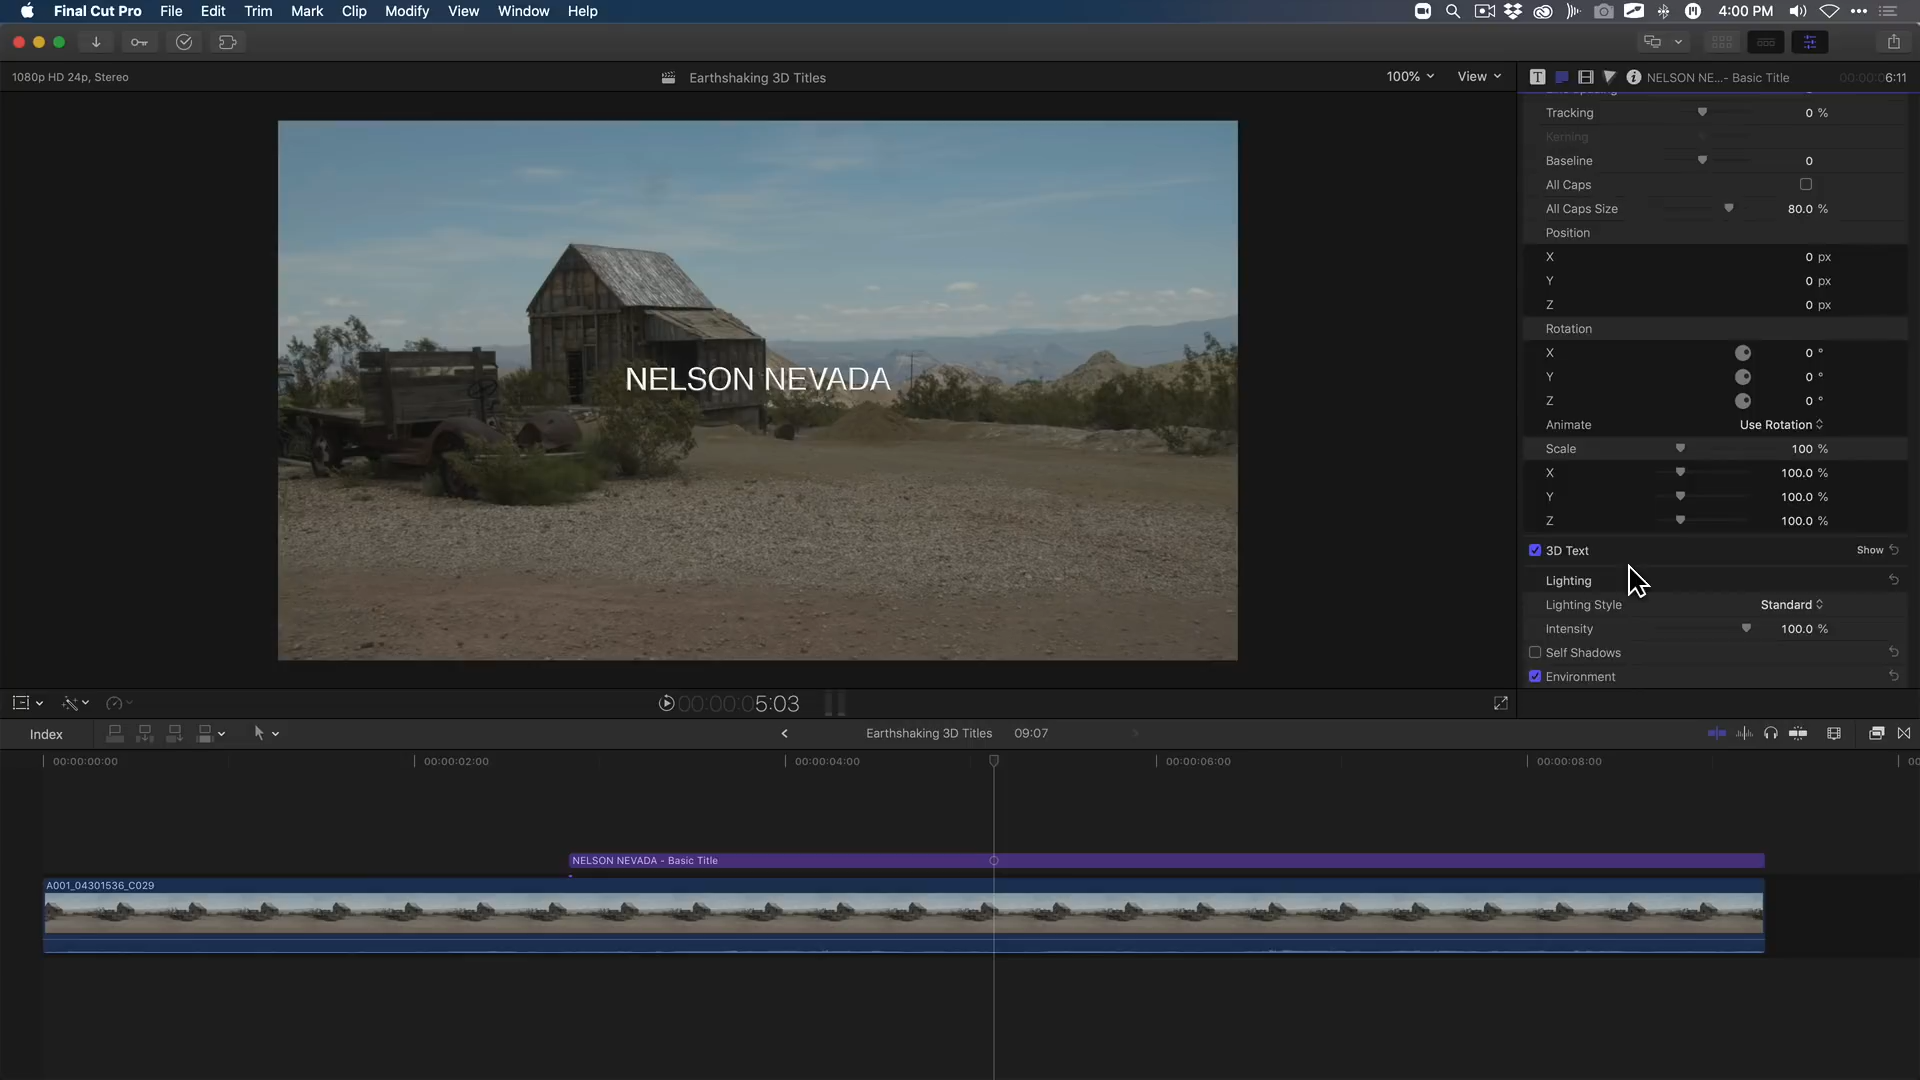 Final Cut Pro File Edit Trim Mark Clip Modify View Window Help 4:00 PM
1080p HD 24p, Stereo
Earthshaking 3D Titles
100%
View
NELSON NE...- Basic Title
00:00:06:11
Tracking 0 %
Kerning
Baseline 0
All Caps
All Caps Size 80.0 %
Position
X 0 px
Y 0 px
Z 0 px
Rotation
X 0 °
Y 0 °
Z 0 °
Animate Use Rotation
Scale 100 %
X 100.0 %
Y 100.0 %
Z 100.0 %
3D Text Show
Lighting
Lighting Style Standard
Intensity 100.0 %
Self Shadows
Environment
NELSON NEVADA
00:00:05:03
Index
Earthshaking 3D Titles 09:07
00:00:00:00 00:00:02:00 00:00:04:00 00:00:06:00 00:00:08:00 00
NELSON NEVADA - Basic Title
A001_04301536_C029